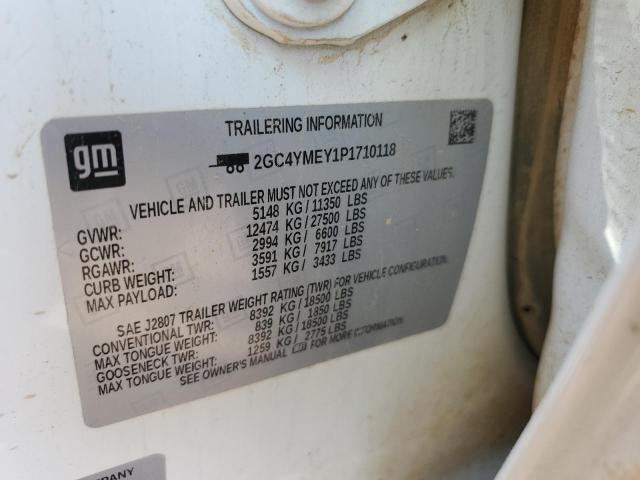 gm
TRAILERING INFORMATION
2GC4YMEY1P1710118
VEHICLE AND TRAILER MUST NOT EXCEED ANY OF THESE VALUES.
GVWR: 5148 KG/11350 LBS
GCWR: 12474 KG/27500 LBS
RGAWR: 2994 KG/ 6600 LBS
CURB WEIGHT: 3591 KG/ 7917 LBS
MAX PAYLOAD: 1557 KG/ 3433 LBS
SAE J2807 TRAILER WEIGHT RATING (TWR) FOR VEHICLE CONFIGURATION.
CONVENTIONAL TWR: 8392 KG/18500 LBS
MAX TONGUE WEIGHT: 839 KG/ 1850 LBS
GOOSENECK TWR: 8392 KG/18500 LBS
MAX TONGUE WEIGHT: 1259 KG/ 2775 LBS
SEE OWNER'S MANUAL FOR MORE INFORMATION